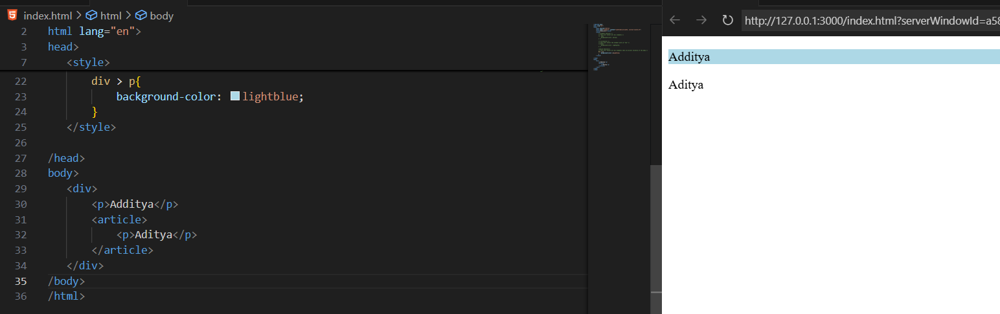 index.html > html > body
2 html lang="en">
3 head>
7 <style>
22 div > p{
23 background-color: lightblue;
24 }
25 </style>
26
27 /head>
28 body>
29 <div>
30 <p>Additya</p>
31 <article>
32 <p>Aditya</p>
33 </article>
34 </div>
35 /body>
36 /html>
http://127.0.0.1:3000/index.html?serverWindowId=a58
Additya
Aditya